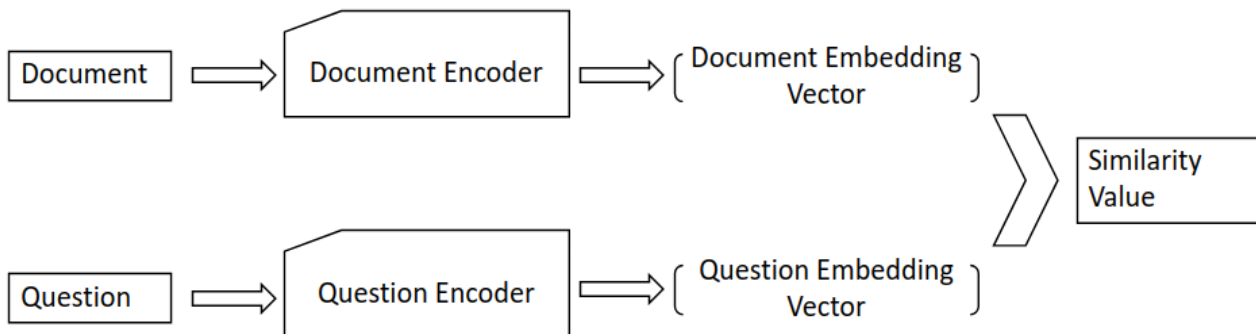 Document
Document Encoder
Document Embedding
Vector
Similarity
Value
Question
Question Encoder
Question Embedding
Vector